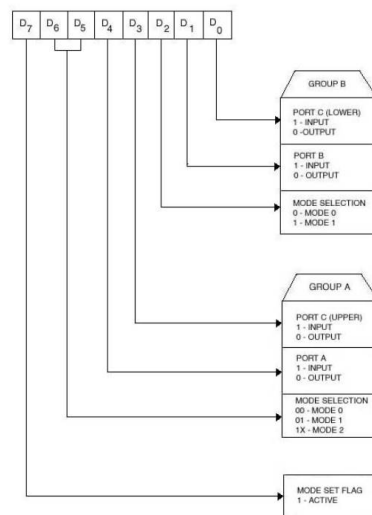 D7 D6 D5 D4 D3 D2 D1 D0
GROUP B
PORT C (LOWER)
1 - INPUT
0 -OUTPUT
PORT B
1 - INPUT
0 - OUTPUT
MODE SELECTION
0 - MODE 0
1 - MODE 1
GROUP A
PORT C (UPPER)
1 - INPUT
0 - OUTPUT
PORT A
1 - INPUT
0 - OUTPUT
MODE SELECTION
00 - MODE 0
01 - MODE 1
1X - MODE 2
MODE SET FLAG
1 - ACTIVE